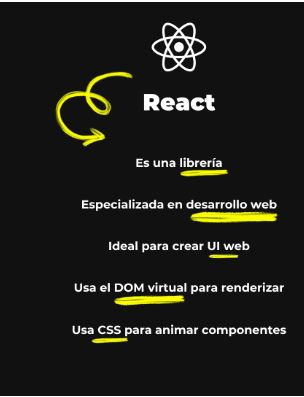 React
Es una librería
Especializada en desarrollo web
Ideal para crear UI web
Usa el DOM virtual para renderizar
Usa CSS para animar componentes